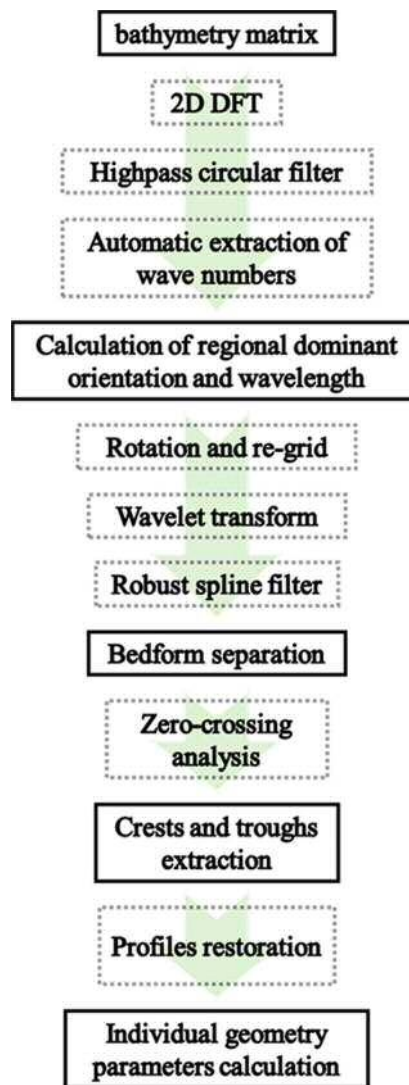 bathymetry matrix
2D DFT
Highpass circular filter
Automatic extraction of
wave numbers
Calculation of regional dominant
orientation and wavelength
Rotation and re-grid
Wavelet transform
Robust spline filter
Bedform separation
Zero-crossing
analysis
Crests and troughs
extraction
Profiles restoration
Individual geometry
parameters calculation